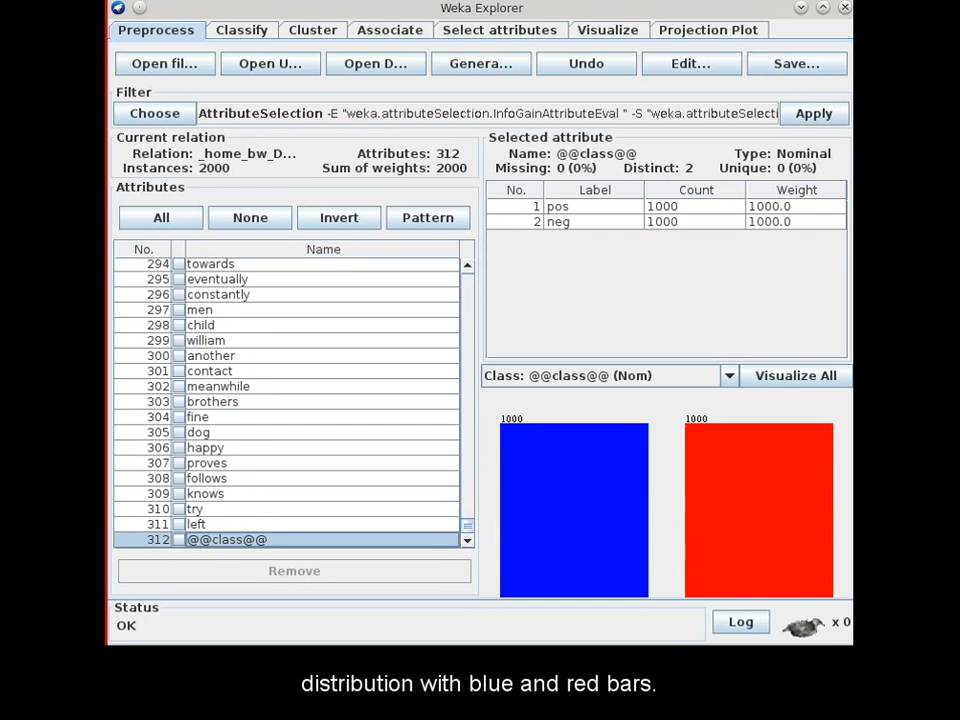 Weka Explorer
Preprocess Classify Cluster Associate Select attributes Visualize Projection Plot
Open fil... Open U... Open D... Genera... Undo Edit... Save...
Filter
Choose AttributeSelection -E "weka.attributeSelection.InfoGainAttributeEval " -S "weka.attributeSelecti Apply
Current relation
Relation: _home_bw_D... Attributes: 312
Instances: 2000 Sum of weights: 2000
Attributes
All None Invert Pattern
No. Name
294 towards
295 eventually
296 constantly
297 men
298 child
299 william
300 another
301 contact
302 meanwhile
303 brothers
304 fine
305 dog
306 happy
307 proves
308 follows
309 knows
310 try
311 left
312 @@class@@
Remove
Selected attribute
Name: @@class@@ Type: Nominal
Missing: 0 (0%) Distinct: 2 Unique: 0 (0%)
No. Label Count Weight
1 pos 1000 1000.0
2 neg 1000 1000.0
Class: @@class@@ (Nom) Visualize All
1000 1000
Status
OK
Log x 0
distribution with blue and red bars.